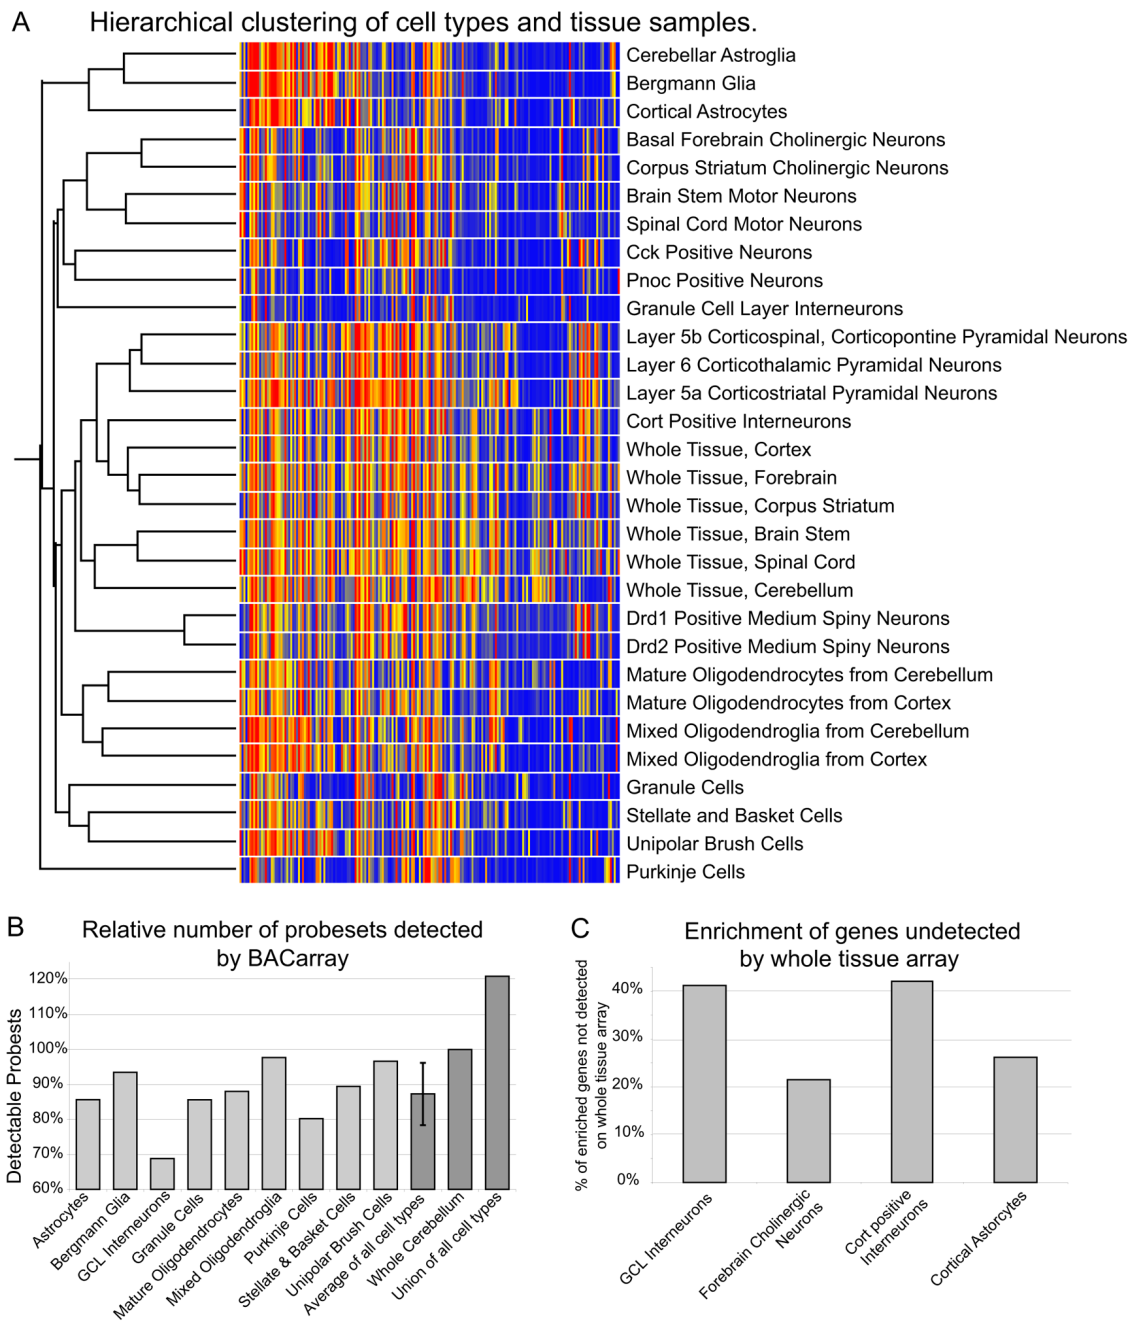 A Hierarchical clustering of cell types and tissue samples.
Cerebellar Astroglia
Bergmann Glia
Cortical Astrocytes
Basal Forebrain Cholinergic Neurons
Corpus Striatum Cholinergic Neurons
Brain Stem Motor Neurons
Spinal Cord Motor Neurons
Cck Positive Neurons
Pnoc Positive Neurons
Granule Cell Layer Interneurons
Layer 5b Corticospinal, Corticopontine Pyramidal Neurons
Layer 6 Corticothalamic Pyramidal Neurons
Layer 5a Corticostriatal Pyramidal Neurons
Cort Positive Interneurons
Whole Tissue, Cortex
Whole Tissue, Forebrain
Whole Tissue, Corpus Striatum
Whole Tissue, Brain Stem
Whole Tissue, Spinal Cord
Whole Tissue, Cerebellum
Drd1 Positive Medium Spiny Neurons
Drd2 Positive Medium Spiny Neurons
Mature Oligodendrocytes from Cerebellum
Mature Oligodendrocytes from Cortex
Mixed Oligodendroglia from Cerebellum
Mixed Oligodendroglia from Cortex
Granule Cells
Stellate and Basket Cells
Unipolar Brush Cells
Purkinje Cells
B Relative number of probesets detected
by BACarray
Detectable Probests
120%
110%
100%
90%
80%
70%
60%
Astrocytes
Bergmann Glia
GCL Interneurons
Granule Cells
Mature Oligodendrocytes
Mixed Oligodendroglia
Purkinje Cells
Stellate & Basket Cells
Unipolar Brush Cells
Average of all cell types
Whole Cerebellum
Union of all cell types
C Enrichment of genes undetected
by whole tissue array
% of enriched genes not detected
on whole tissue array
40%
30%
20%
10%
0%
GCL Interneurons
Forebrain Cholinergic
Neurons
Cort positive
Interneurons
Cortical Astorcytes